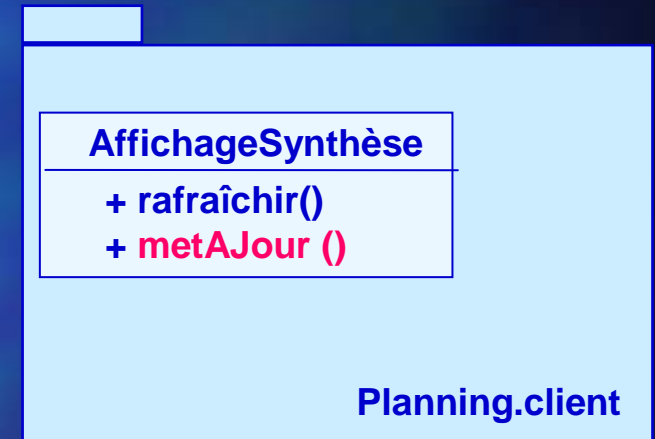 AffichageSynthèse
+ rafraîchir()
+ metAJour ()
Planning.client